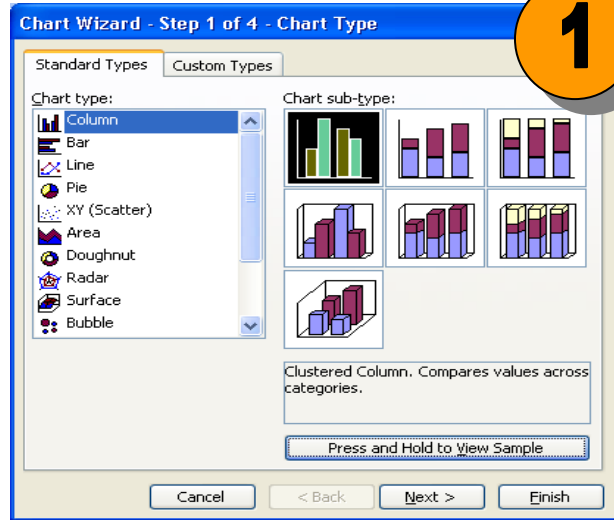 Chart Wizard - Step 1 of 4 - Chart Type
1
Standard Types
Custom Types
Chart type:
Column
Bar
Line
Pie
XY (Scatter)
Area
Doughnut
Radar
Surface
Bubble
Chart sub-type:
Clustered Column. Compares values across
categories.
Press and Hold to View Sample
Cancel
< Back
Next >
Finish